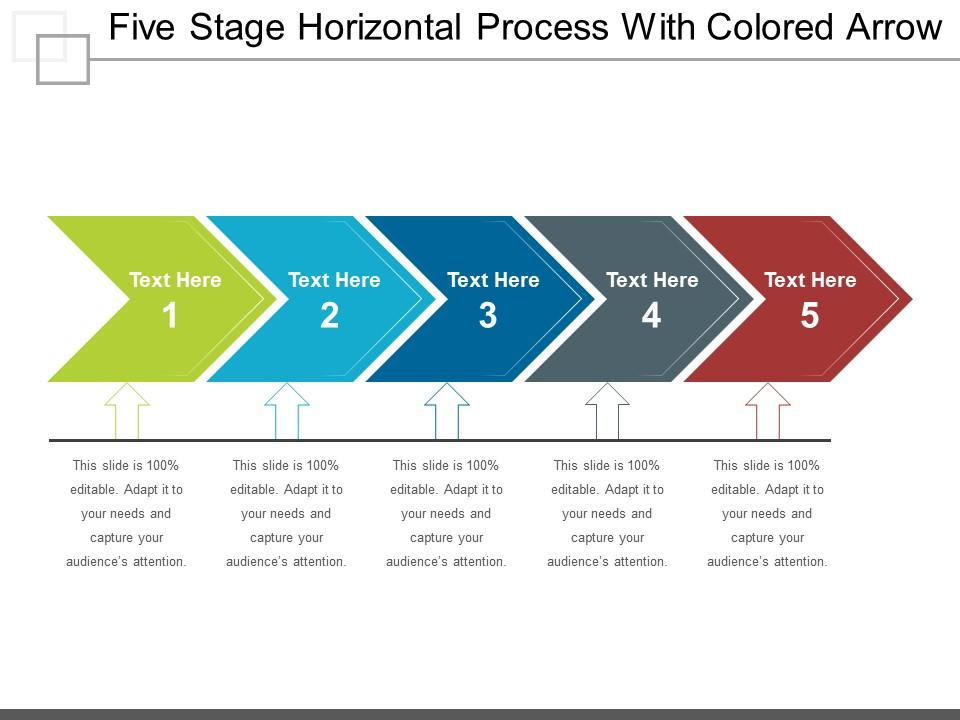 Five Stage Horizontal Process With Colored Arrow
Text Here
1
Text Here
2
Text Here
3
Text Here
4
Text Here
5
This slide is 100%
editable. Adapt it to
your needs and
capture your
audience’s attention.
This slide is 100%
editable. Adapt it to
your needs and
capture your
audience’s attention.
This slide is 100%
editable. Adapt it to
your needs and
capture your
audience’s attention.
This slide is 100%
editable. Adapt it to
your needs and
capture your
audience’s attention.
This slide is 100%
editable. Adapt it to
your needs and
capture your
audience’s attention.